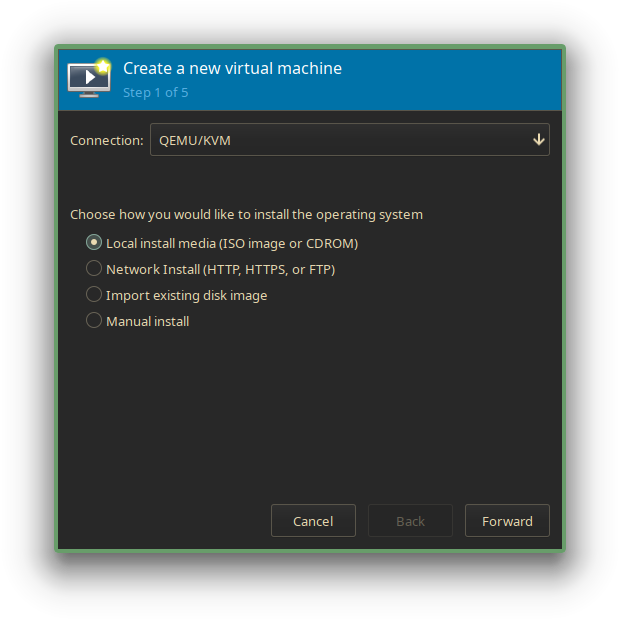 Create a new virtual machine
Step 1 of 5
Connection: QEMU/KVM
Choose how you would like to install the operating system
Local install media (ISO image or CDROM)
Network Install (HTTP, HTTPS, or FTP)
Import existing disk image
Manual install
Cancel Back Forward